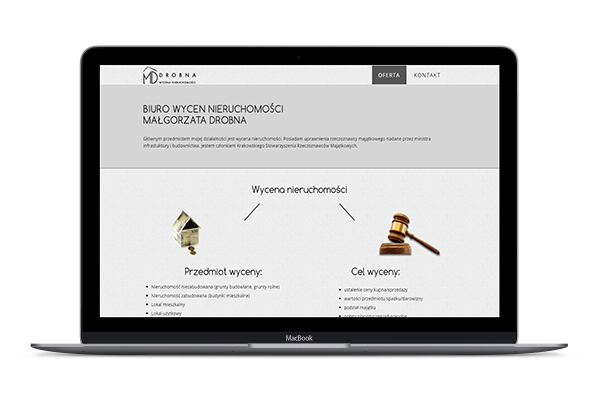 MD DROBNA
WYCENA NIERUCHOMOŚCI
OFERTA KONTAKT
BIURO WYCEN NIERUCHOMOŚCI
MAŁGORZATA DROBNA
Głównym przedmiotem mojej działalności jest wycena nieruchomości. Posiadam uprawnienia rzeczoznawcy majątkowego nadane przez ministra
infrastuktury i budownictwa. Jestem członkiem Krakowskiego Stowarzyszenia Rzeczoznawców Majątkowych.
Wycena nieruchomości
Przedmiot wyceny:
Nieruchomość niezabudowana (grunty budowlane, grunty rolne)
Nieruchomość zabudowana (budynki mieszkalne)
Lokal mieszkalny
Lokal użytkowy
Cel wyceny:
ustalenie ceny kupna/sprzedaży
wartości przedmiotu spadku/darowizny
podział majątku
MacBook